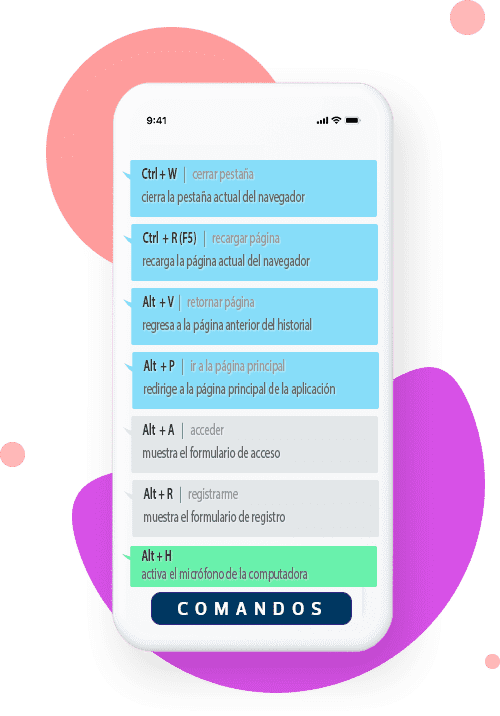 9:41
Ctrl + W | cerrar pestaña
cierra la pestaña actual del navegador
Ctrl + R (F5) | recargar página
recarga la página actual del navegador
Alt + V | retornar página
regresa a la página anterior del historial
Alt + P | ir a la página principal
redirige a la página principal de la aplicación
Alt + A | acceder
muestra el formulario de acceso
Alt + R | registrarme
muestra el formulario de registro
Alt + H
activa el micrófono de la computadora
COMANDOS